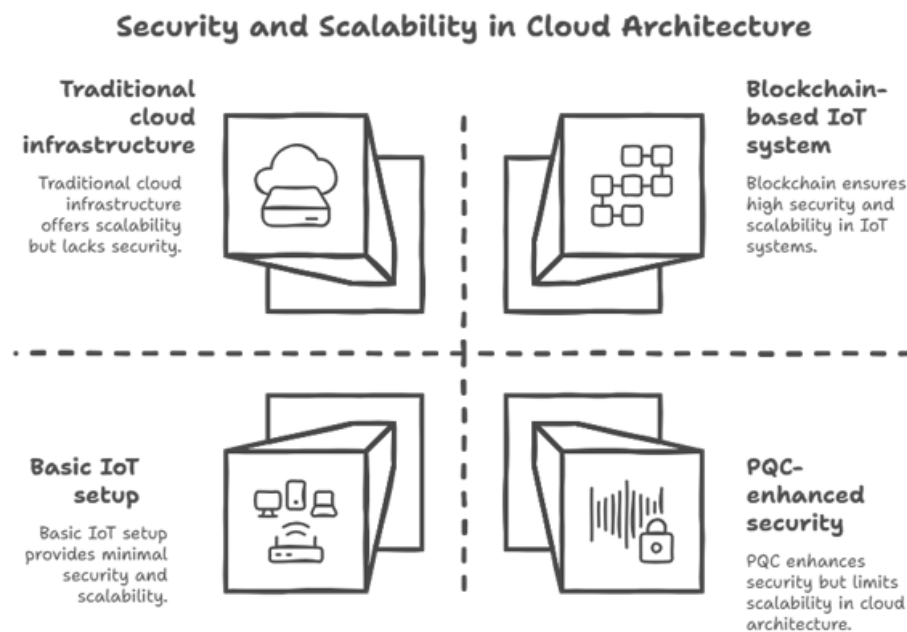 Security and Scalability in Cloud Architecture
Traditional
cloud
infrastructure
Traditional cloud
infrastructure
offers scalability
but lacks security.
Blockchain-
based IoT
system
Blockchain ensures
high security and
scalability in IoT
systems.
Basic IoT
setup
Basic IoT setup
provides minimal
security and
scalability.
PQC-
enhanced
security
PQC enhances
security but limits
scalability in cloud
architecture.